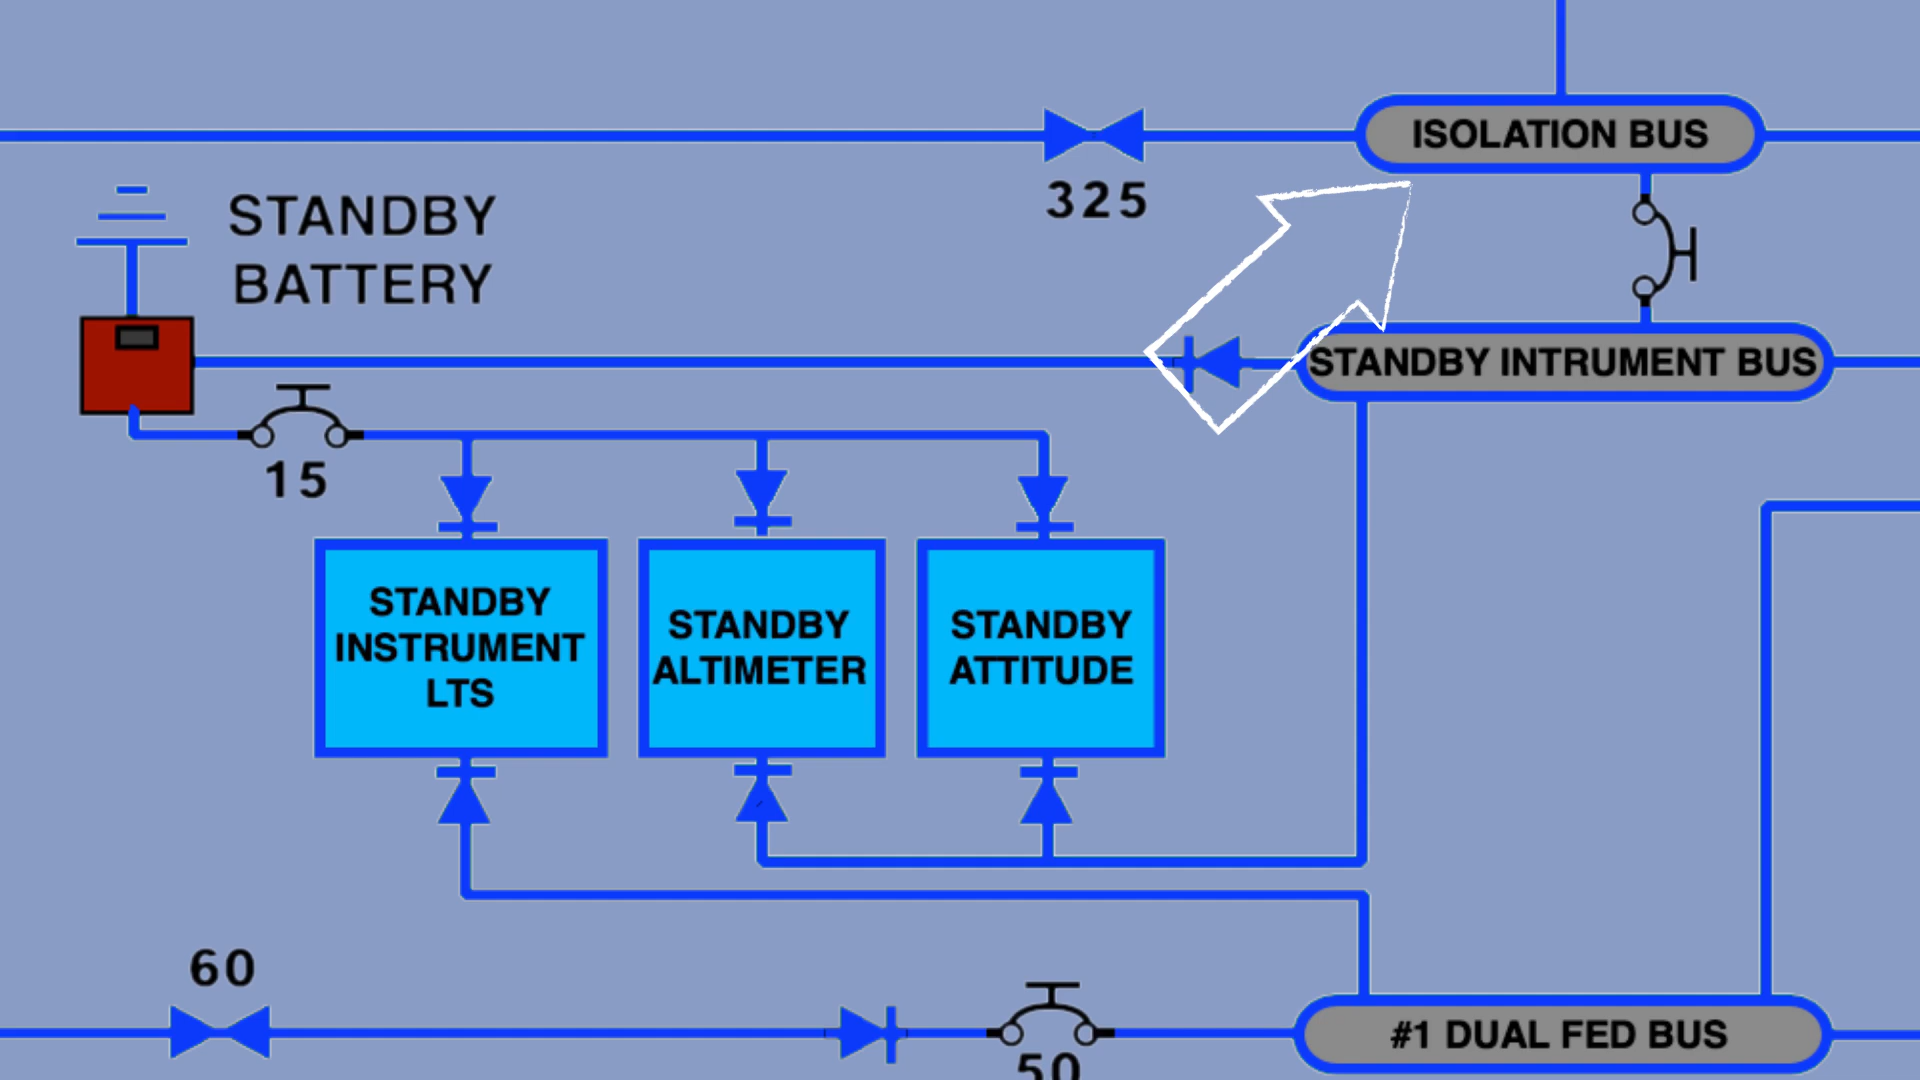 ISOLATION BUS
325
STANDBY
BATTERY
STANDBY INTRUMENT BUS
15
STANDBY
INSTRUMENT
LTS
STANDBY
ALTIMETER
STANDBY
ATTITUDE
60
50
#1 DUAL FED BUS